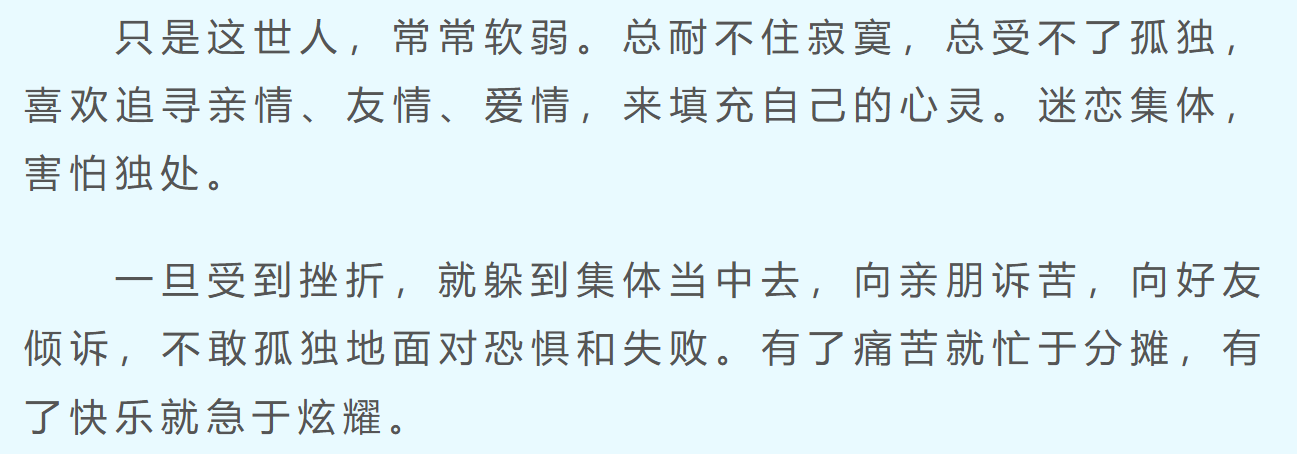 只是这世人，常常软弱。总耐不住寂寞，总受不了孤独，
喜欢追寻亲情、友情、爱情，来填充自己的心灵。迷恋集体，
害怕独处。
一旦受到挫折，就躲到集体当中去，向亲朋诉苦，向好友
倾诉，不敢孤独地面对恐惧和失败。有了痛苦就忙于分摊，有
了快乐就急于炫耀。